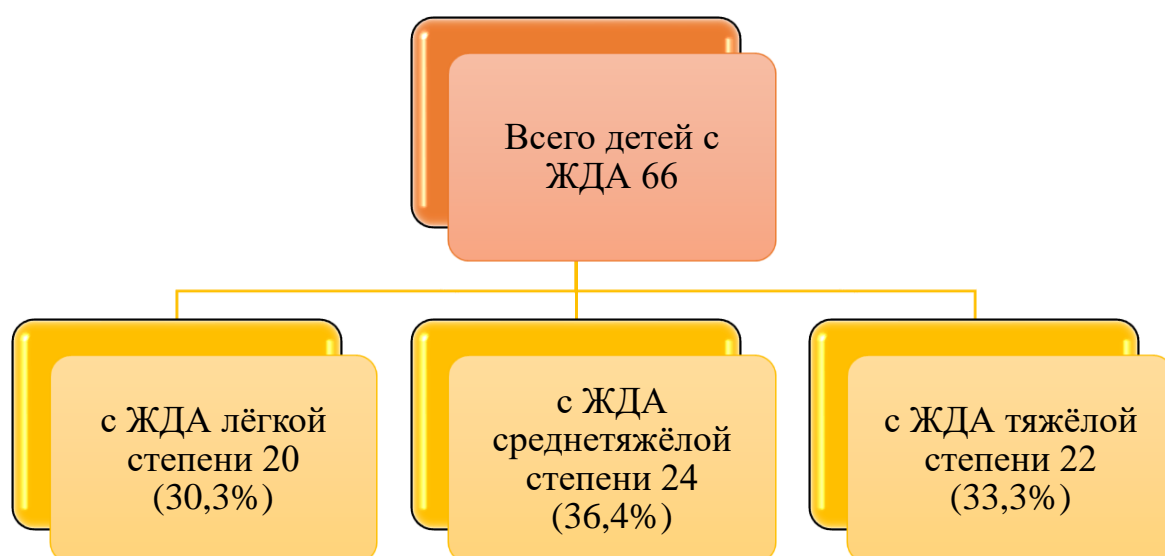 Всего детей с
ЖДА 66
с ЖДА лёгкой
степени 20
(30,3%)
с ЖДА
среднетяжёлой
степени 24
(36,4%)
с ЖДА тяжёлой
степени 22
(33,3%)